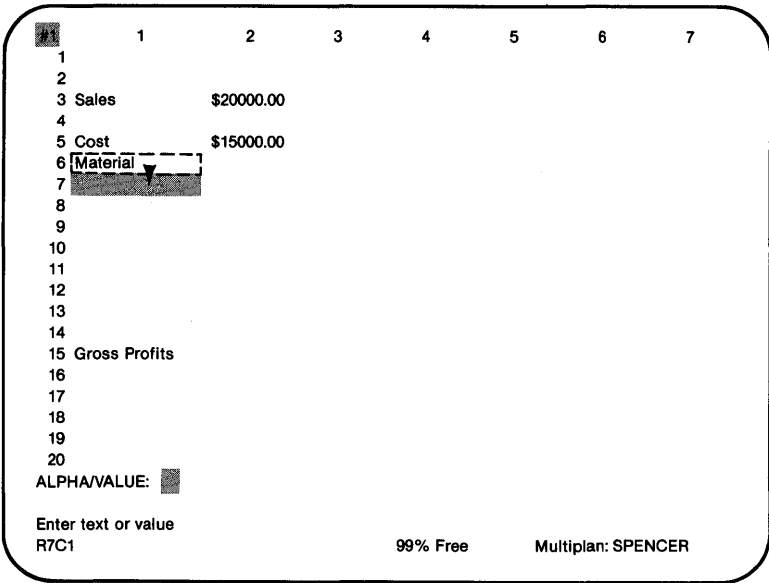 #1 1 2 3 4 5 6 7
1
2
3 Sales $20000.00
4
5 Cost $15000.00
6 Material
7
8
9
10
11
12
13
14
15 Gross Profits
16
17
18
19
20
ALPHA/VALUE:
Enter text or value
R7C1 99% Free Multiplan: SPENCER